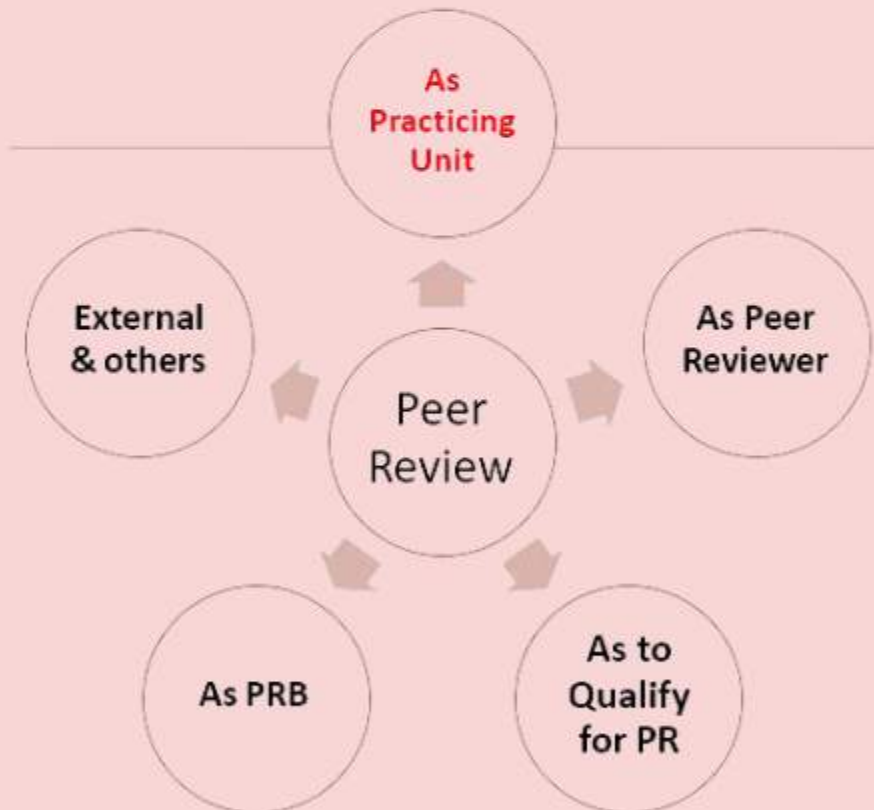 As
Practicing
Unit
External
& others
As Peer
Reviewer
Peer
Review
As PRB
As to
Qualify
for PR